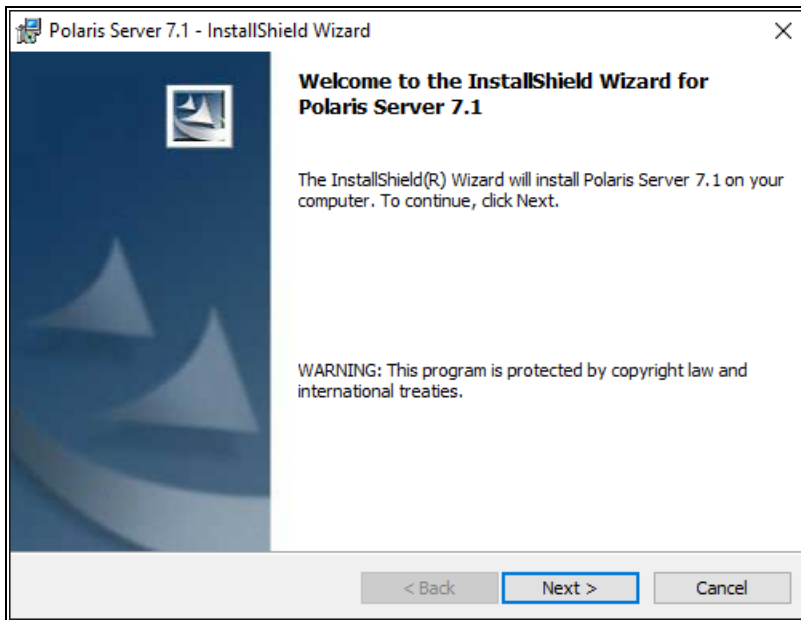 Polaris Server 7.1 - InstallShield Wizard
Welcome to the InstallShield Wizard for
Polaris Server 7.1
The InstallShield(R) Wizard will install Polaris Server 7.1 on your
computer. To continue, click Next.
WARNING: This program is protected by copyright law and
international treaties.
< Back
Next >
Cancel